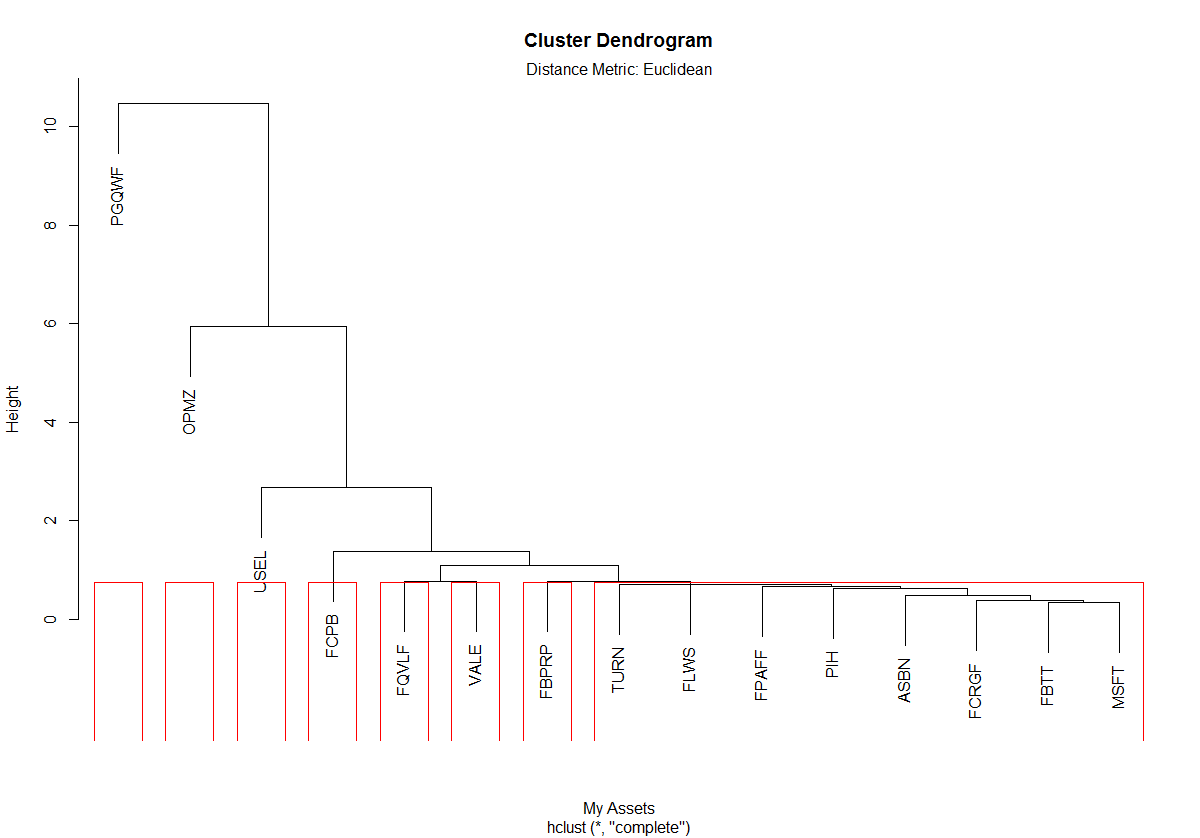 Cluster Dendrogram
Distance Metric: Euclidean
Height
10
8
6
4
2
0
PGQWF
OPMZ
USEL
FCPB
FQVLF
VALE
FBPRP
TURN
FLWS
FPAFF
PIH
ASBN
FCRGF
FBTT
MSFT
My Assets
hclust (*, "complete")